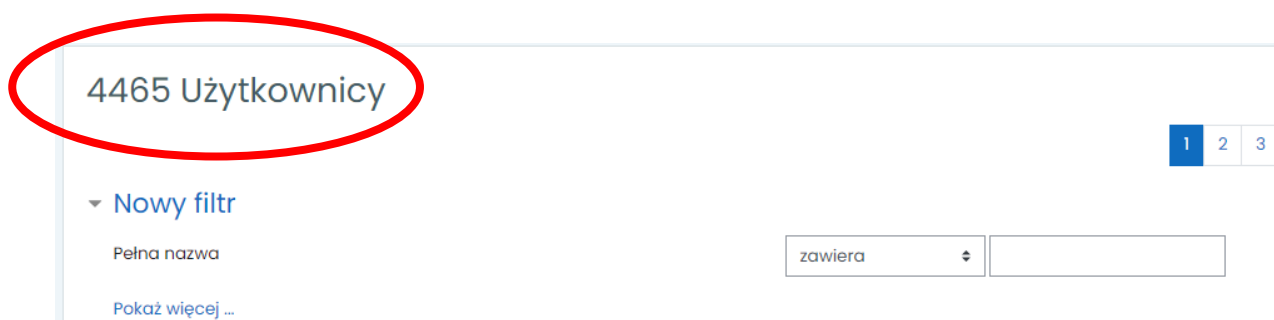 4465 Użytkownicy
1 2 3
Nowy filtr
Pełna nazwa zawiera
Pokaż więcej ...